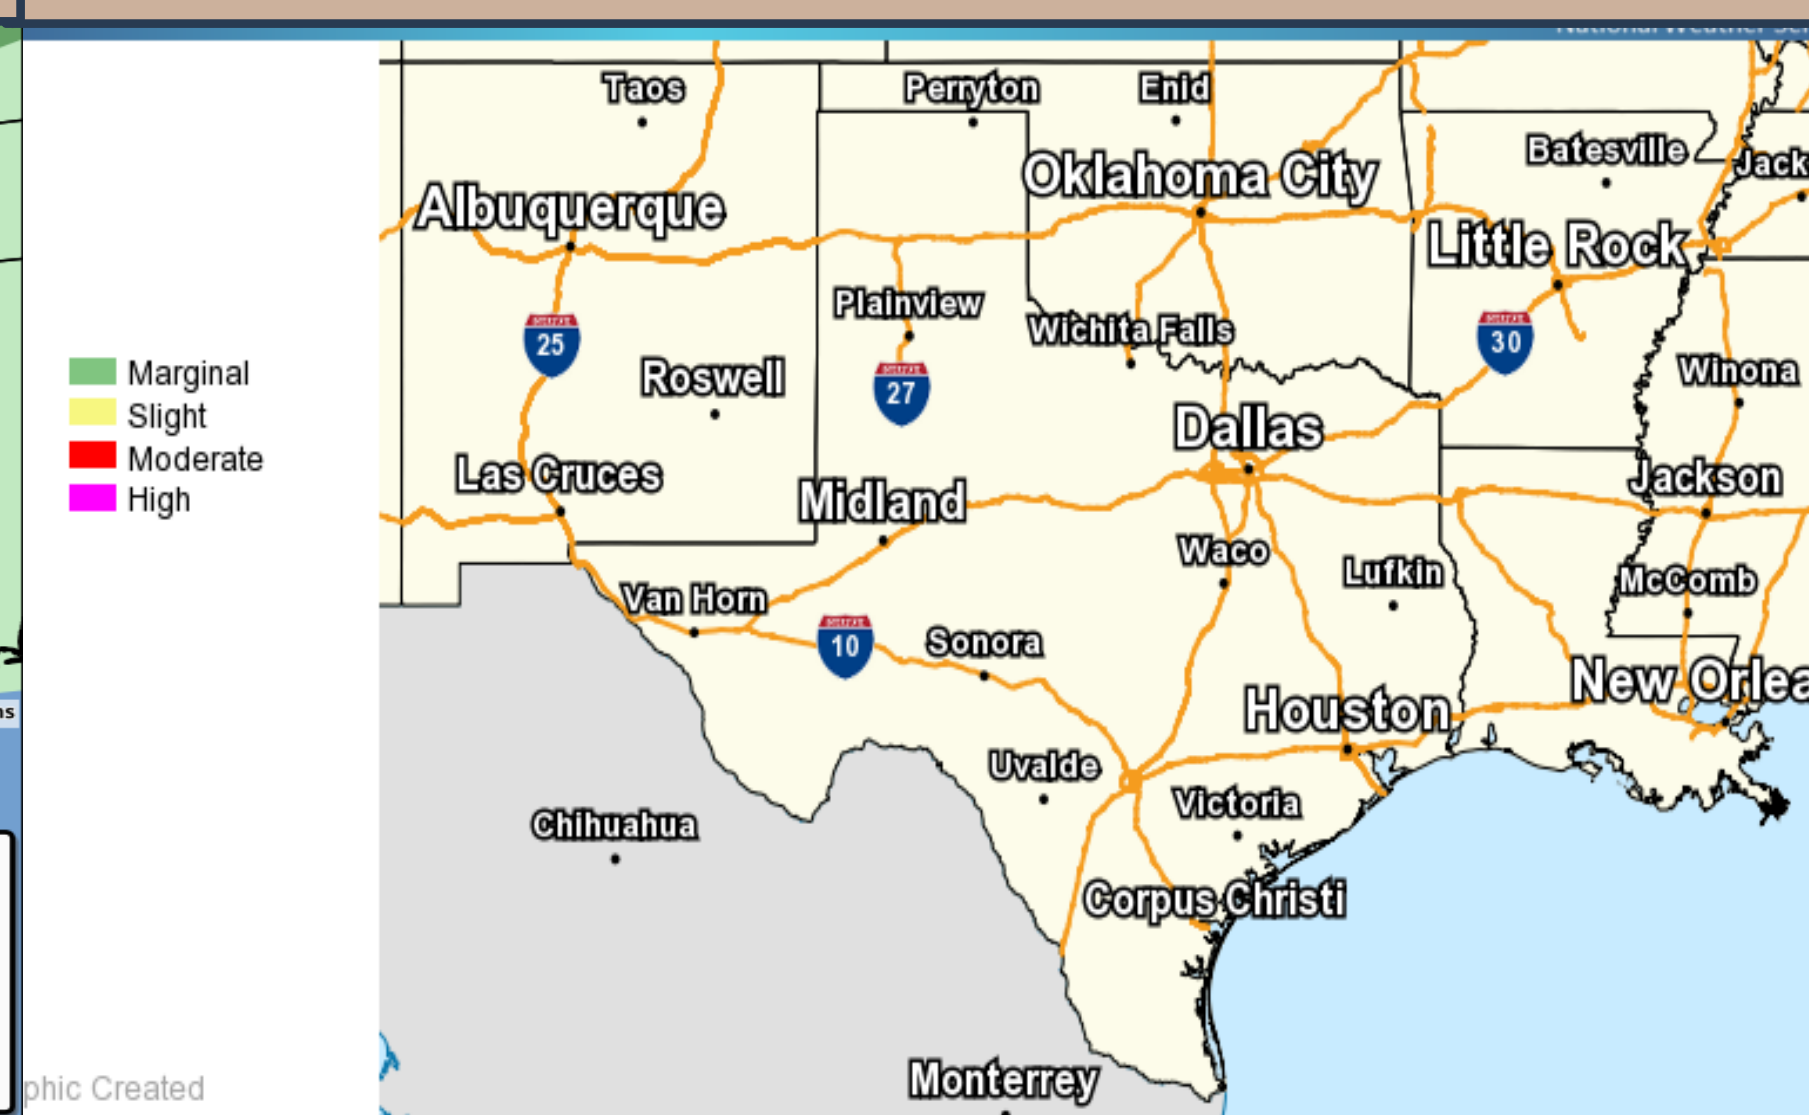 Taos
Perryton
Enid
Batesville
Jack
Oklahoma City
Albuquerque
Little Rock
Plainview
Wichita Falls
25
30
Roswell
27
Winona
Marginal
Slight
Moderate
High
Dallas
Las Cruces
Midland
Jackson
Waco
Lufkin
McComb
Van Horn
10
Sonora
New Orlea
Houston
ns
Uvalde
Victoria
Chihuahua
Corpus Christi
Monterrey
phic Created